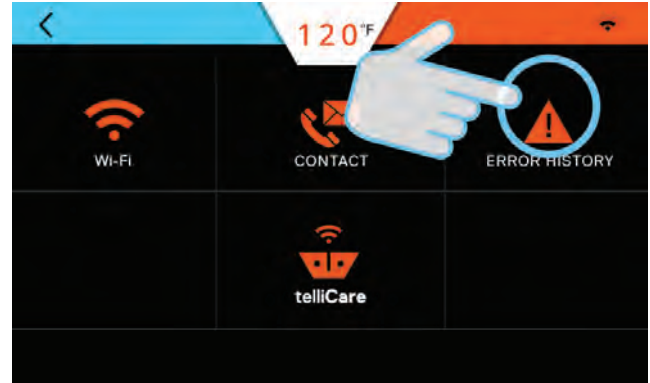 120°F
Wi-Fi
CONTACT
ERROR HISTORY
telliCare